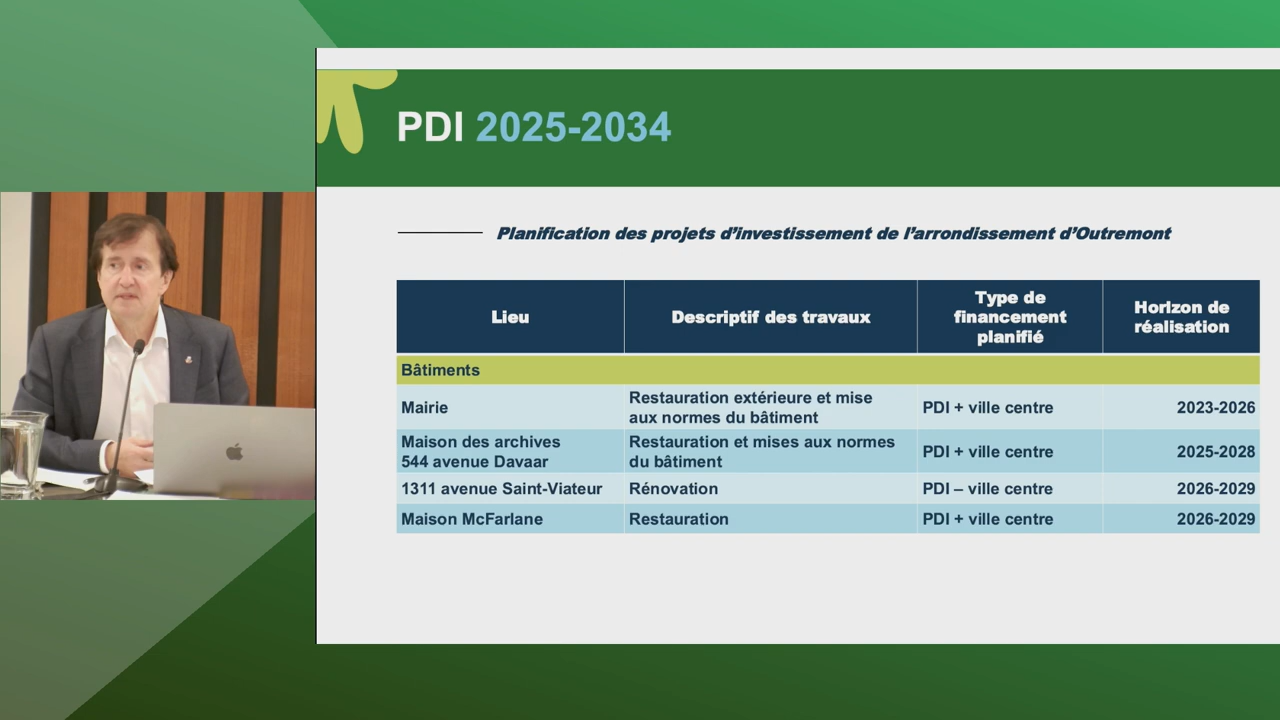 PDI 2025-2034
Planification des projets d'investissement de l'arrondissement d'Outremont
Lieu
Descriptif des travaux
Type de
financement
planifié
Horizon de
réalisation
Bâtiments
Mairie
Restauration extérieure et mise
aux normes du bâtiment
PDI + ville centre
2023-2026
Maison des archives
544 avenue Davaar
Restauration et mises aux normes
du bâtiment
PDI + ville centre
2025-2028
1311 avenue Saint-Viateur
Rénovation
PDI – ville centre
2026-2029
Maison McFarlane
Restauration
PDI + ville centre
2026-2029